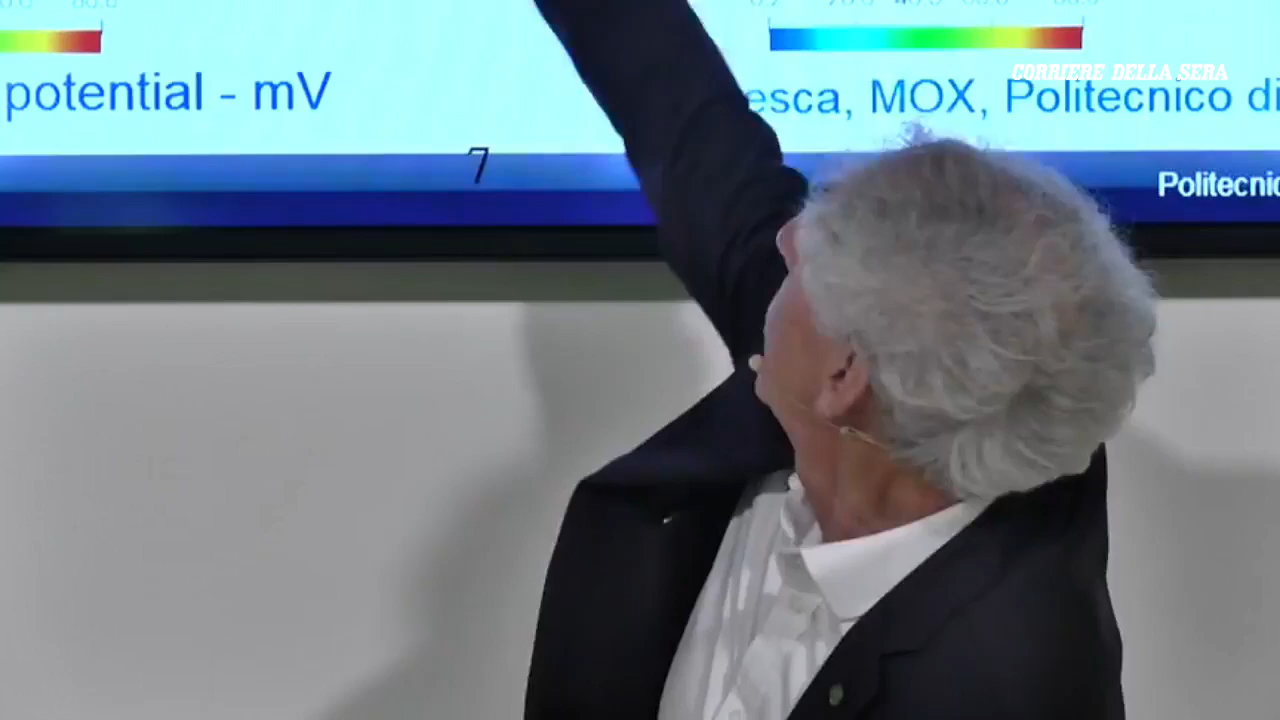 CORRIERE DELLA SERA
potential - mV
esca, MOX, Politecnico di
7
Politecnic